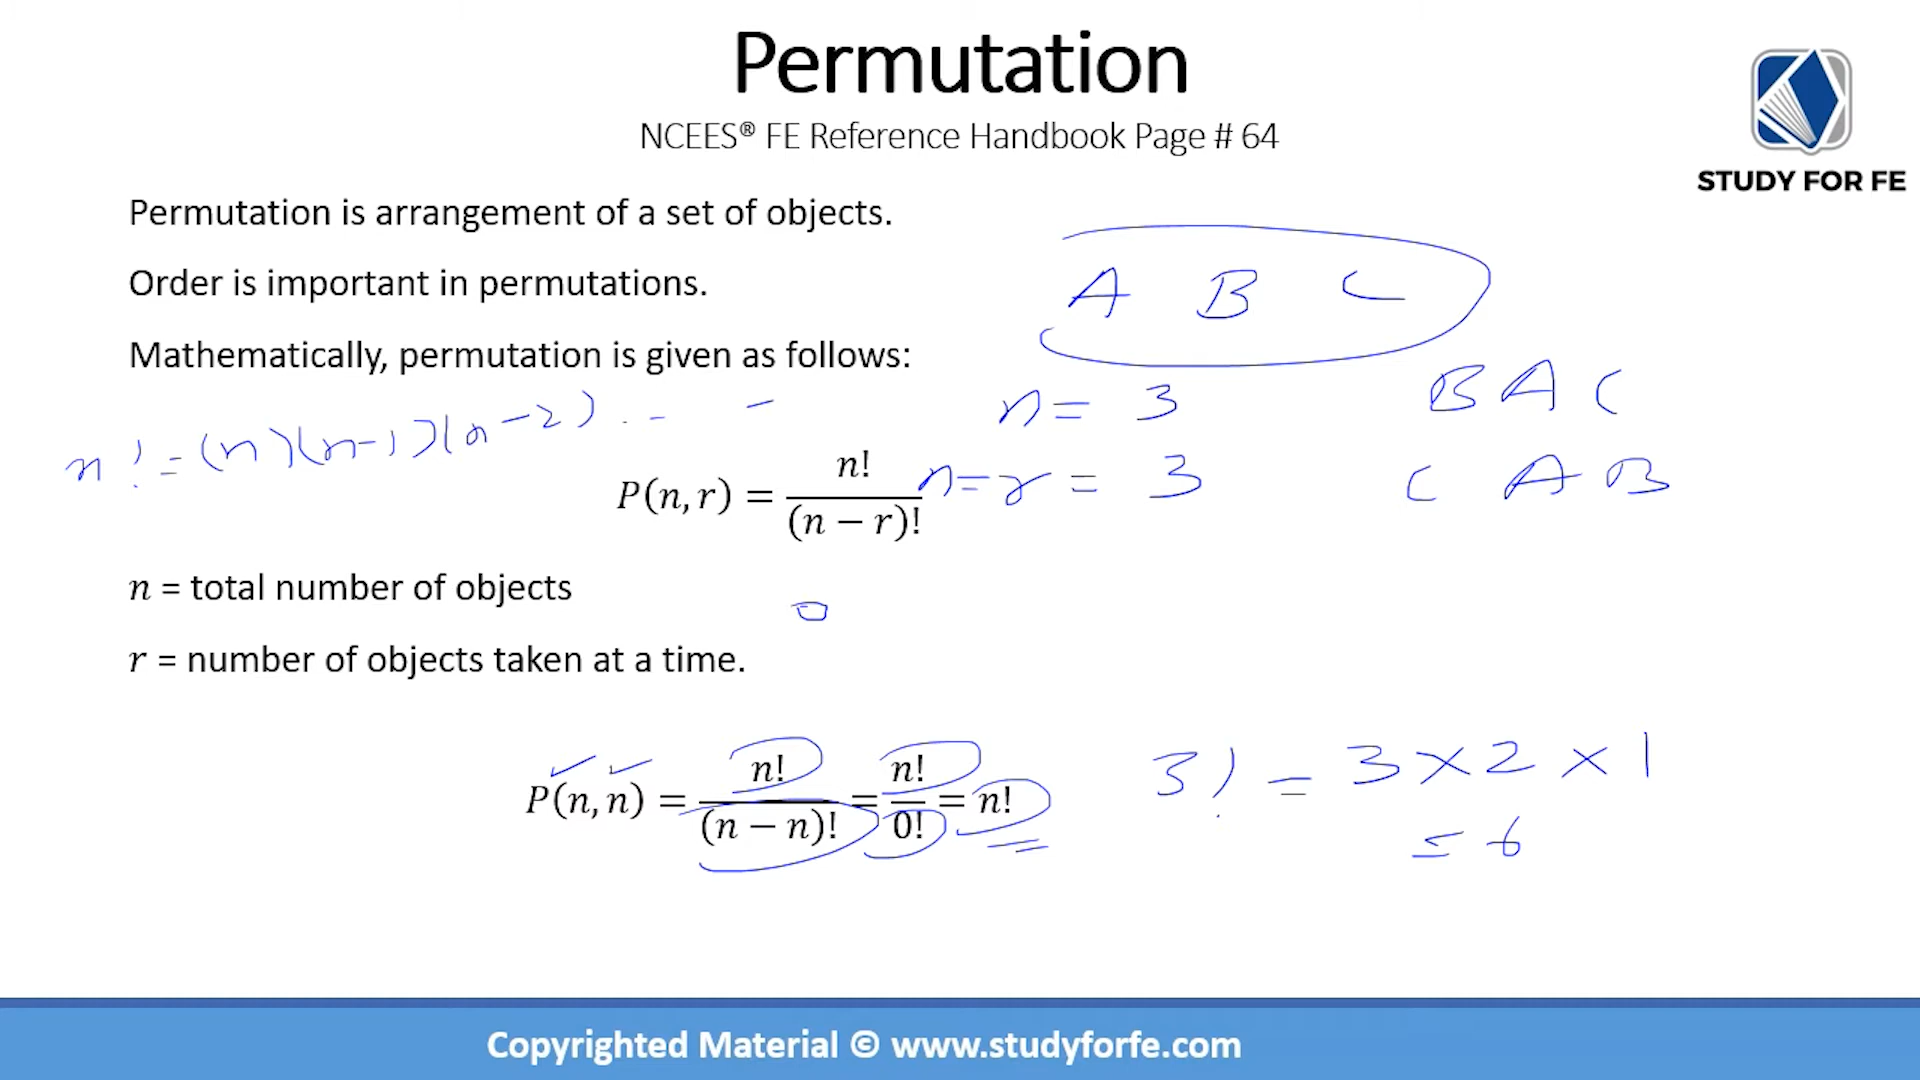 Permutation
NCEES® FE Reference Handbook Page # 64
STUDY FOR FE
Permutation is arrangement of a set of objects.
Order is important in permutations.
A B C
Mathematically, permutation is given as follows:
n = 3
B A C
n! = (n)(n-1)(n-2) . - -
P(n, r) = n! / (n − r)!
n = r = 3
C A B
n = total number of objects
0
r = number of objects taken at a time.
P(n, n) = n! / (n − n)! = n! / 0! = n!
3! = 3 × 2 × 1
= 6
Copyrighted Material © www.studyforfe.com